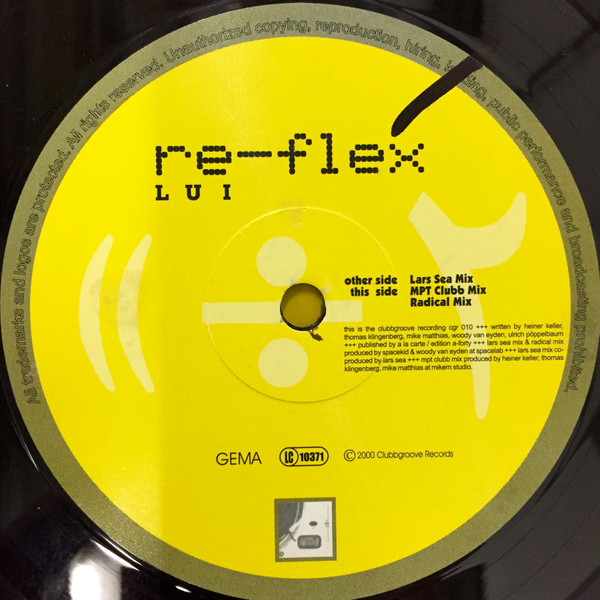 All trademarks and logos are protected. All rights reserved. Unauthorized copying, reproduction, hiring, lending, public performance and broadcasting prohibited.
re-flex
LUI
other side Lars Sea Mix
this side MPT Clubb Mix
Radical Mix
this is the clubbgroove recording cgr 010 +++ written by heiner keller,
thomas klingenberg, mike matthias, woody van eyden, ulrich pöppelbaum
+++ published by a la carte / edition a-forty +++ lars sea mix & radical mix
produced by spacekid & woody van eyden at spacelab +++ lars sea mix co-
produced by lars sea +++ mpt clubb mix produced by heiner keller, thomas
klingenberg, mike matthias at mikem studio.
GEMA LC 10371 © 2000 Clubbgroove Records